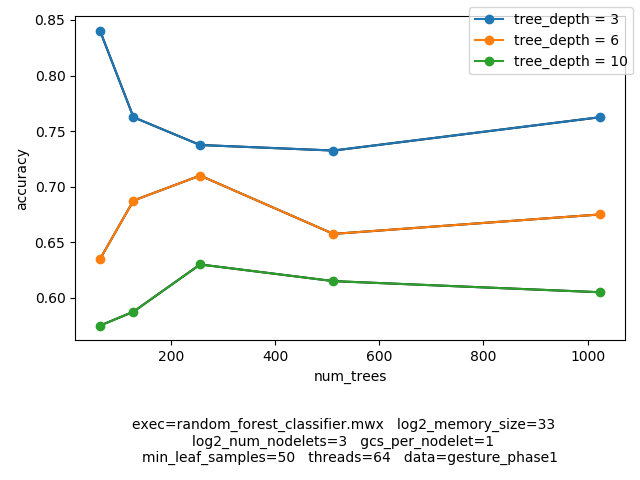 tree_depth = 3
tree_depth = 6
tree_depth = 10
0.85
0.80
0.75
0.70
0.65
0.60
accuracy
200 400 600 800 1000
num_trees
exec=random_forest_classifier.mwx log2_memory_size=33
log2_num_nodelets=3 gcs_per_nodelet=1
min_leaf_samples=50 threads=64 data=gesture_phase1